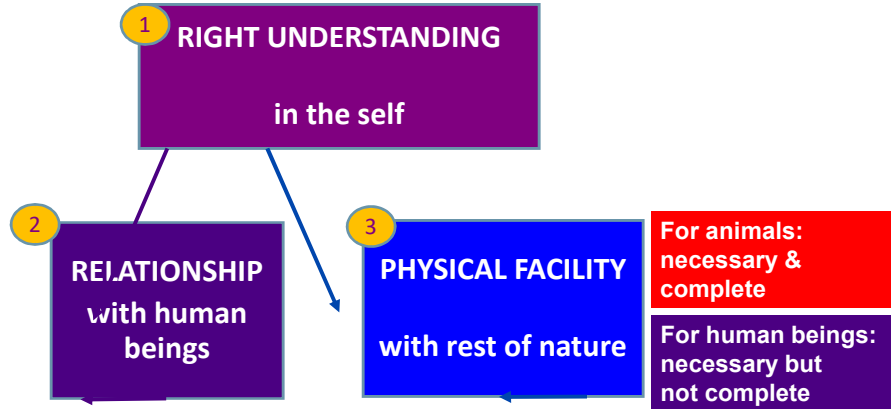 1
RIGHT UNDERSTANDING
in the self
2
RELATIONSHIP
with human
beings
3
PHYSICAL FACILITY
with rest of nature
For animals:
necessary &
complete
For human beings:
necessary but
not complete